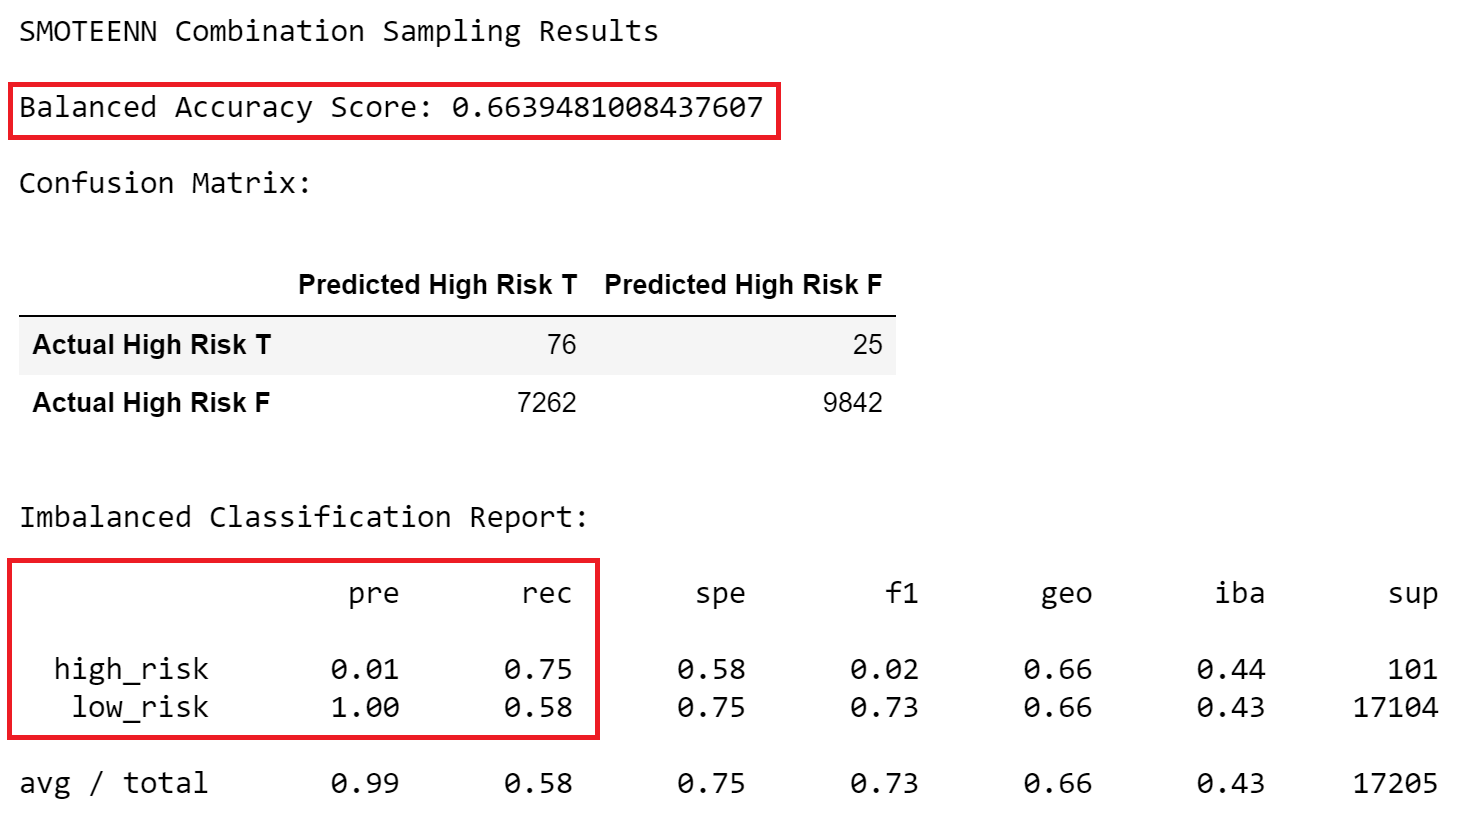 SMOTEENN Combination Sampling Results
Balanced Accuracy Score: 0.6639481008437607
Confusion Matrix:
Predicted High Risk T Predicted High Risk F
Actual High Risk T 76 25
Actual High Risk F 7262 9842
Imbalanced Classification Report:
pre rec spe f1 geo iba sup
high_risk 0.01 0.75 0.58 0.02 0.66 0.44 101
low_risk 1.00 0.58 0.75 0.73 0.66 0.43 17104
avg / total 0.99 0.58 0.75 0.73 0.66 0.43 17205